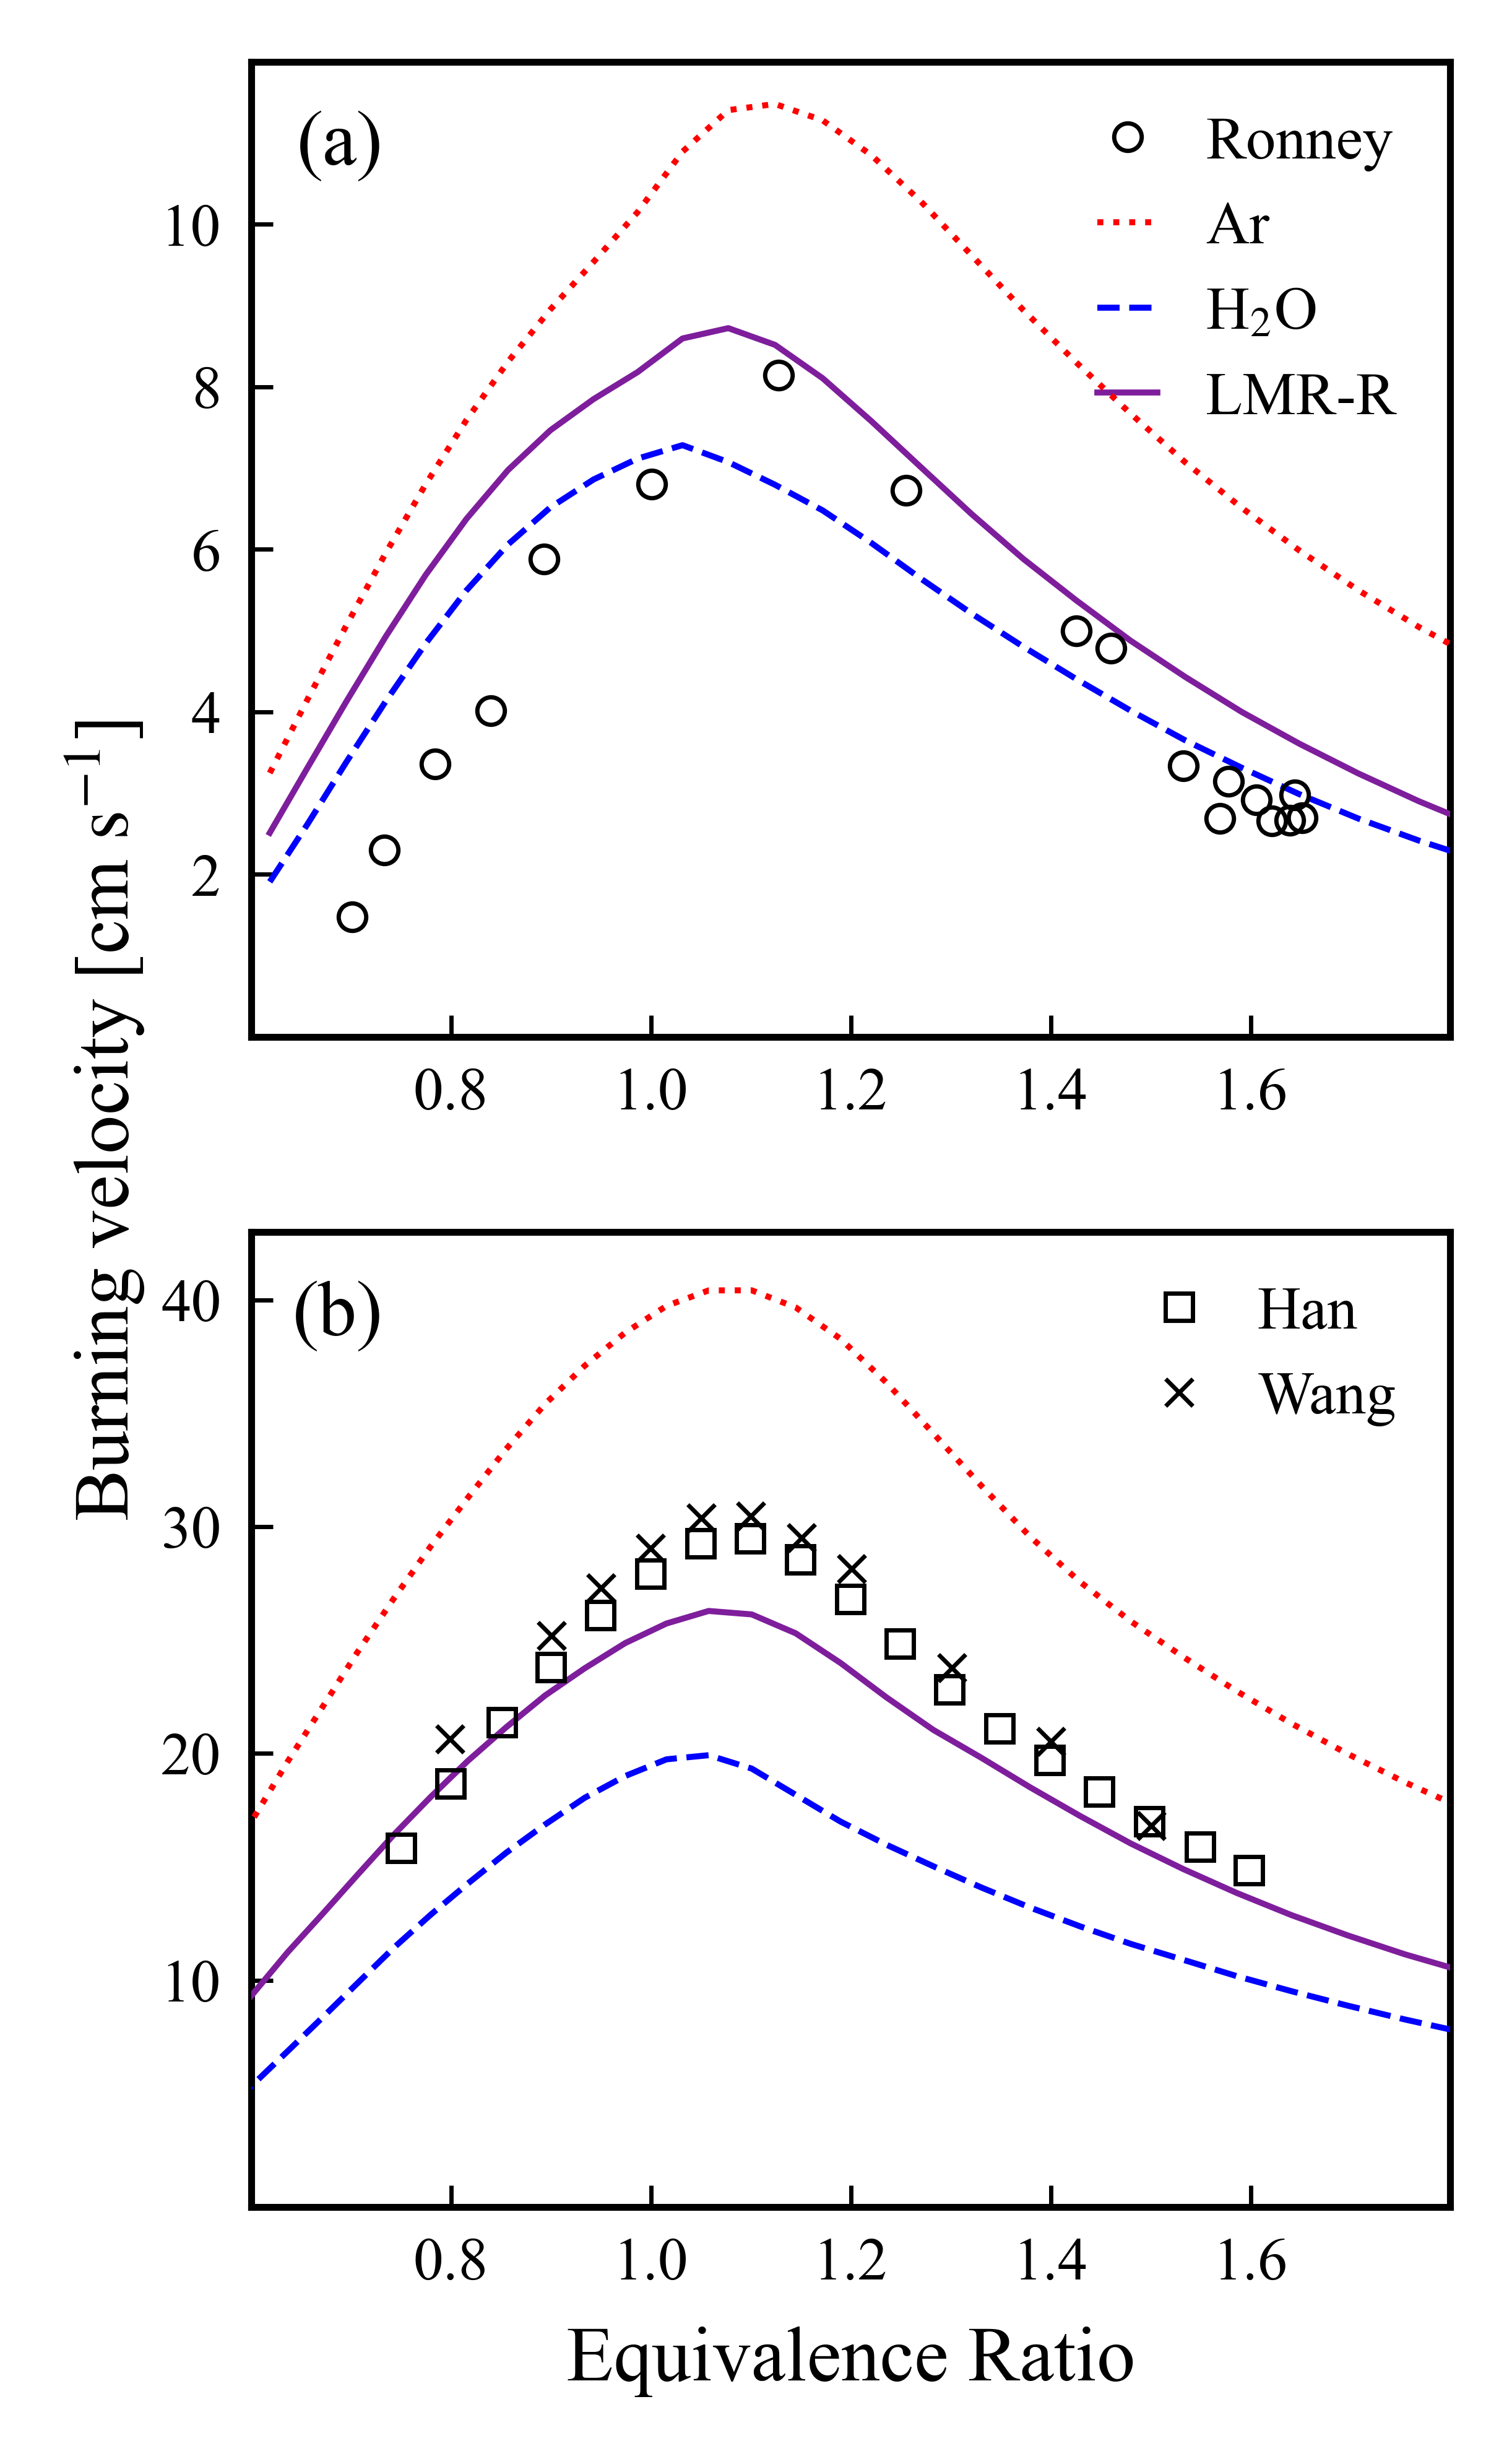 Burning velocity [cm s⁻¹]
(a)
Ronney
Ar
H₂O
LMR-R
10
8
6
4
2
0.8 1.0 1.2 1.4 1.6
(b)
Han
Wang
40
30
20
10
0.8 1.0 1.2 1.4 1.6
Equivalence Ratio